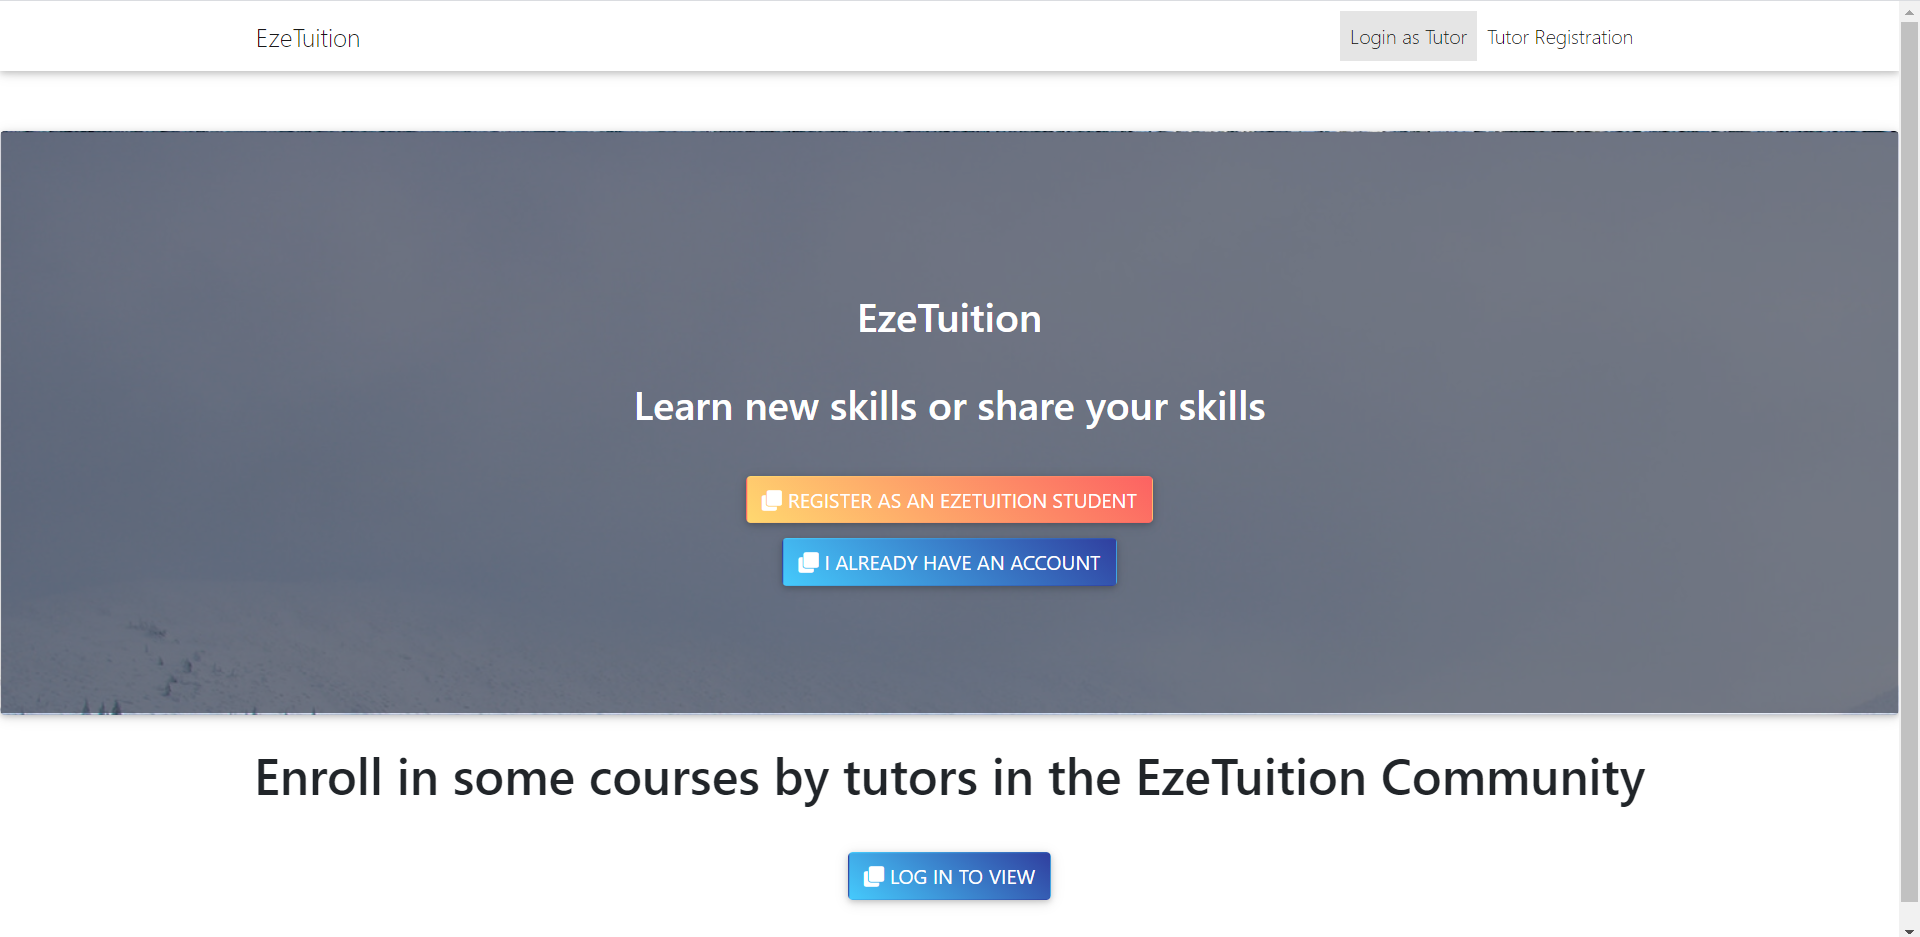 EzeTuition
Login as Tutor
Tutor Registration
EzeTuition
Learn new skills or share your skills
REGISTER AS AN EZETUITION STUDENT
I ALREADY HAVE AN ACCOUNT
Enroll in some courses by tutors in the EzeTuition Community
LOG IN TO VIEW